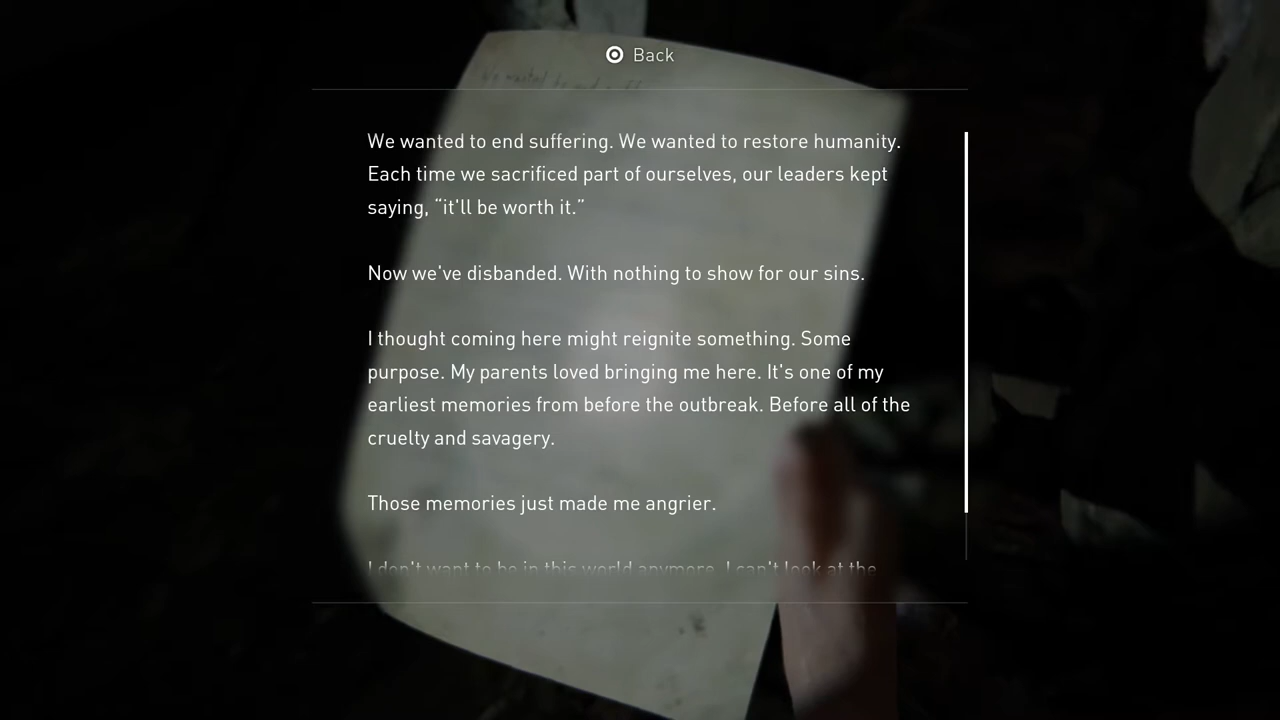 Back
We wanted to end suffering. We wanted to restore humanity.
Each time we sacrificed part of ourselves, our leaders kept
saying, “it'll be worth it.”
Now we've disbanded. With nothing to show for our sins.
I thought coming here might reignite something. Some
purpose. My parents loved bringing me here. It's one of my
earliest memories from before the outbreak. Before all of the
cruelty and savagery.
Those memories just made me angrier.
I don't want to be in this world anymore. I can't look at the